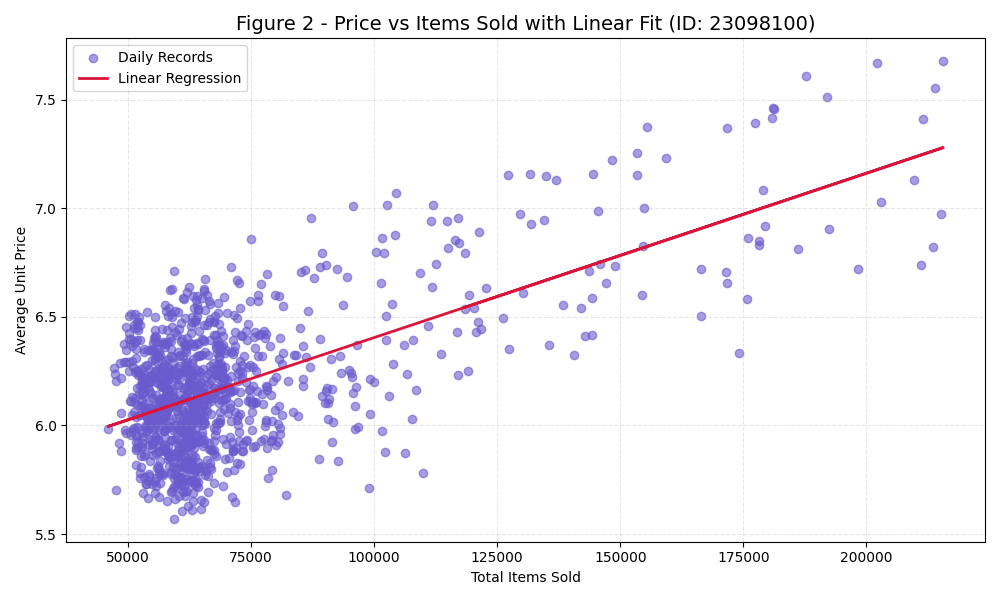 Figure 2 - Price vs Items Sold with Linear Fit (ID: 23098100)
Daily Records
Linear Regression
Average Unit Price
7.5
7.0
6.5
6.0
5.5
50000 75000 100000 125000 150000 175000 200000
Total Items Sold